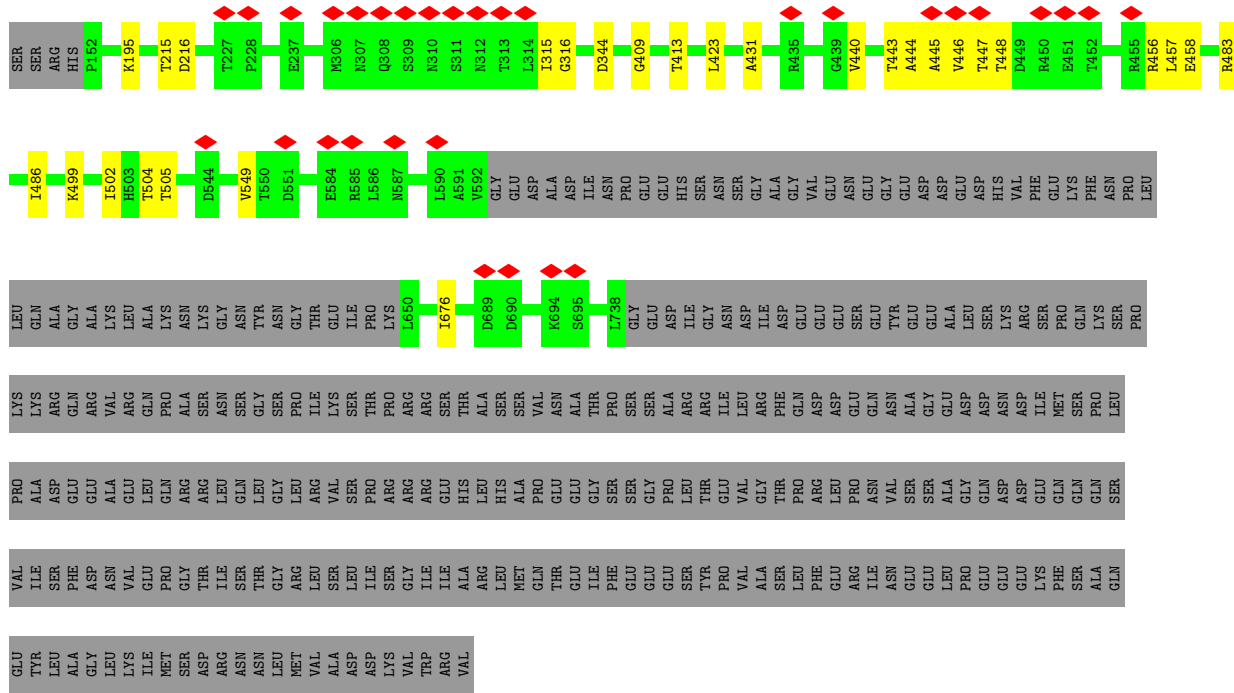 SER SER ARG HIS P152 K195 T215 D216 T227 P228 E237 M306 N307 Q308 S309 N310 S311 N312 T313 L314 I315 G316 D344 G409 T413 L423 A431 R435 G439 V440 T443 A444 A445 V446 T447 T448 D449 R450 E451 T452 R455 R456 L457 E458 R483
I486 K499 I502 H503 T504 T505 D544 V549 T550 D551 E584 R585 L586 N587 L590 A591 V592 GLY GLU ASP ALA ASP ILE ASN PRO GLU GLU HIS SER ASN SER GLY ALA GLY VAL GLU ASN GLU GLY GLU ASP ASP GLU ASP HIS VAL PHE GLU LYS PHE ASN PRO LEU
LEU GLN ALA GLY ALA LYS LEU ALA LYS ASN LYS GLY ASN TYR ASN GLY THR GLU ILE PRO LYS L650 I676 D689 D690 K694 S695 L738 GLY GLU ASP ILE GLY ASN ASP ILE ASP GLU GLU SER GLU TYR GLU GLU ALA LEU SER LYS ARG SER PRO GLN LYS SER PRO
LYS LYS ARG GLN ARG VAL ARG GLN PRO ALA SER ASN SER GLY SER PRO ILE LYS SER THR PRO ARG ARG SER THR ALA SER SER VAL ASN ALA THR PRO SER SER ALA ARG ARG ILE LEU ARG PHE GLN ASP ASP GLU GLN ASN ALA GLY GLU ASP ASP ASN ASP ILE MET SER PRO LEU
PRO ALA ASP GLU GLU ALA GLU LEU GLN ARG ARG LEU GLN LEU GLY LEU ARG VAL SER PRO ARG ARG ARG GLU HIS LEU HIS ALA PRO GLU GLU GLY SER SER GLY PRO LEU THR GLU VAL GLY THR PRO ARG LEU PRO ASN VAL SER SER ALA GLY GLN ASP ASP GLU GLN GLN GLN SER
VAL ILE SER PHE ASP ASN VAL GLU PRO GLY THR ILE SER THR GLY ARG LEU SER LEU ILE SER GLY ILE ILE ALA ARG LEU MET GLN THR GLU ILE PHE GLU GLU GLU SER TYR PRO VAL ALA SER LEU PHE GLU ARG ILE ASN GLU GLU LEU PRO GLU GLU GLU LYS PHE SER ALA GLN
GLU TYR LEU ALA GLY LEU LYS ILE MET SER ASP ARG ASN ASN LEU MET VAL ALA ASP ASP LYS VAL TRP ARG VAL